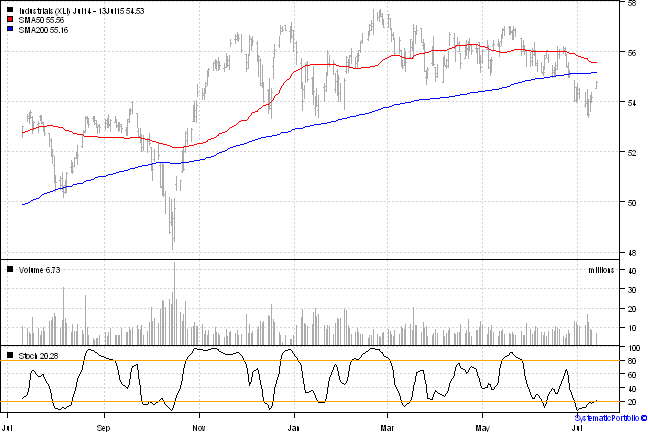 Industrials (XLI) Jul14 - 13Jul15 54.53
SMA50 55.56
SMA200 55.16
58
56
54
52
50
48
Volume 6.73
millions
40
30
20
10
Stoch 20.28
100
80
60
40
20
Jul
Sep
Nov
Jan
Mar
May
Jul
SystematicPortfolio ©